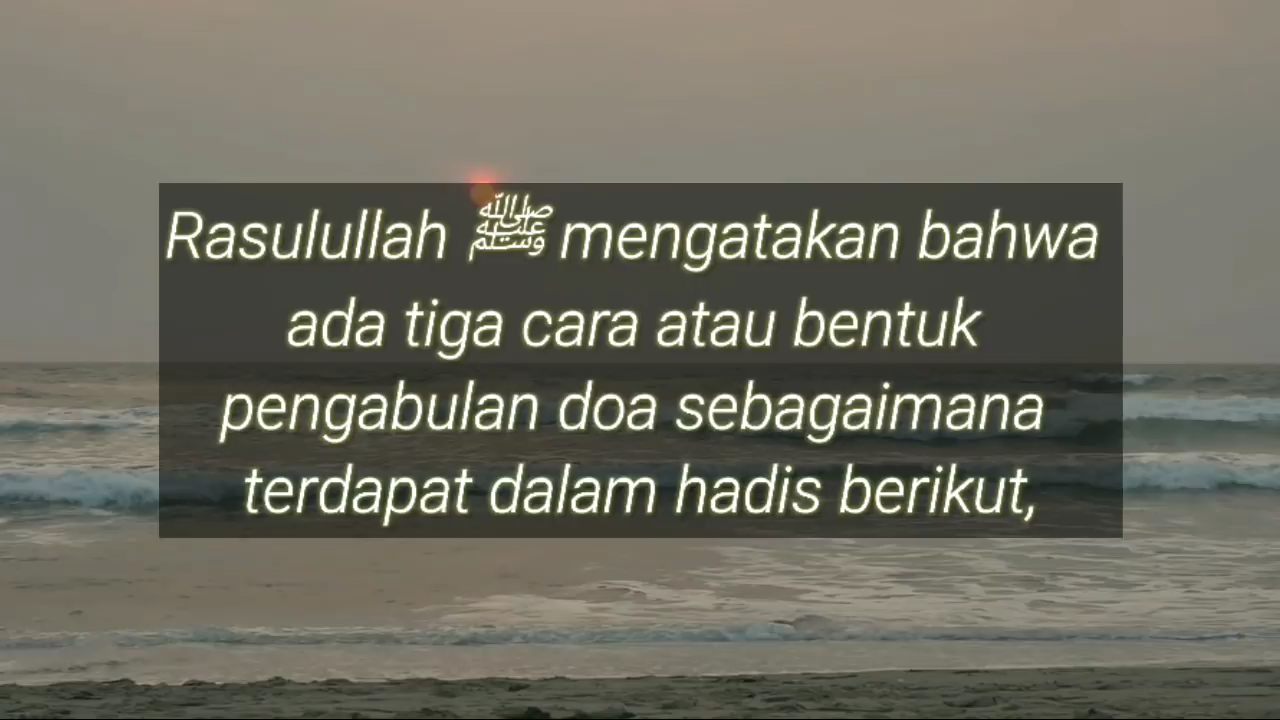 Rasulullah ﷺ mengatakan bahwa
ada tiga cara atau bentuk
pengabulan doa sebagaimana
terdapat dalam hadis berikut,